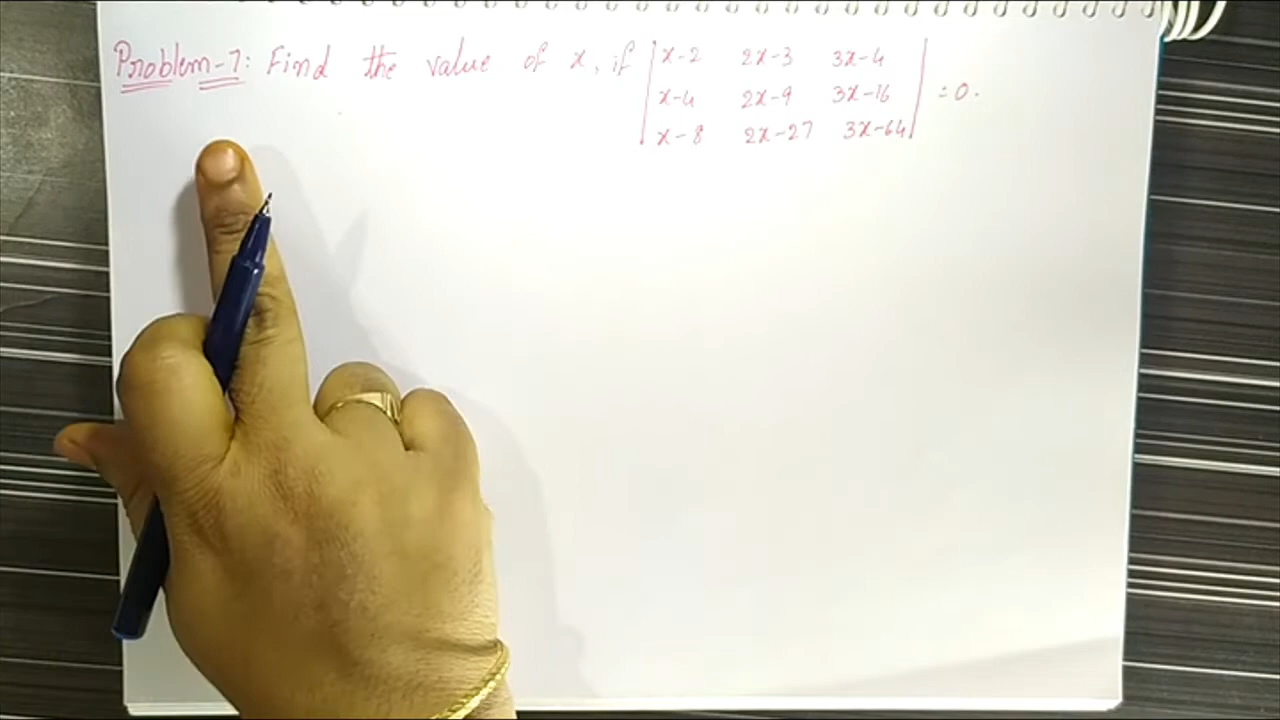 Problem-7: Find the value of x, if | x-2 2x-3 3x-4 |
| x-4 2x-9 3x-16 | = 0.
| x-8 2x-27 3x-64 |